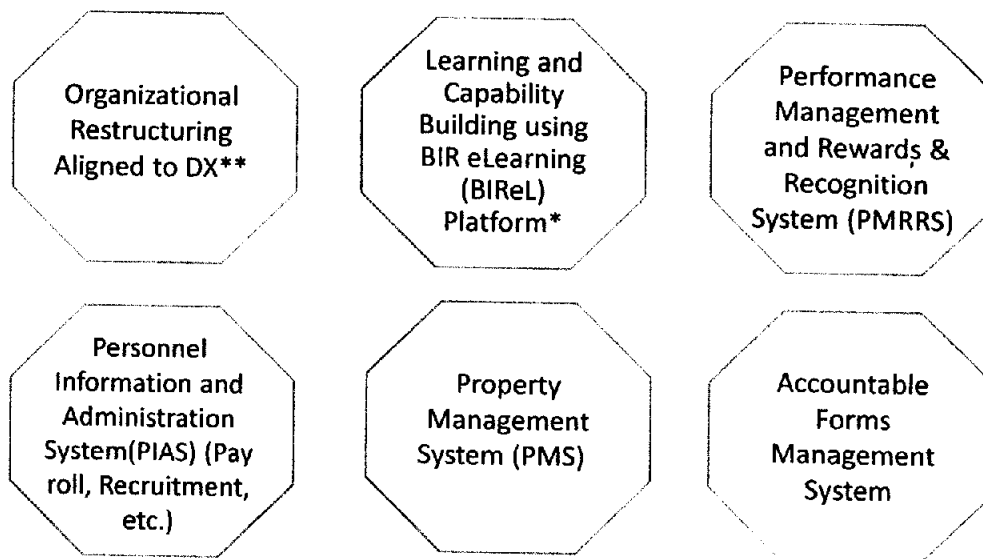 Organizational
Restructuring
Aligned to DX**
Learning and
Capability
Building using
BIR eLearning
(BIReL)
Platform*
Performance
Management
and Rewards &
Recognition
System (PMRRS)
Personnel
Information and
Administration
System(PIAS) (Pay
roll, Recruitment,
etc.)
Property
Management
System (PMS)
Accountable
Forms
Management
System